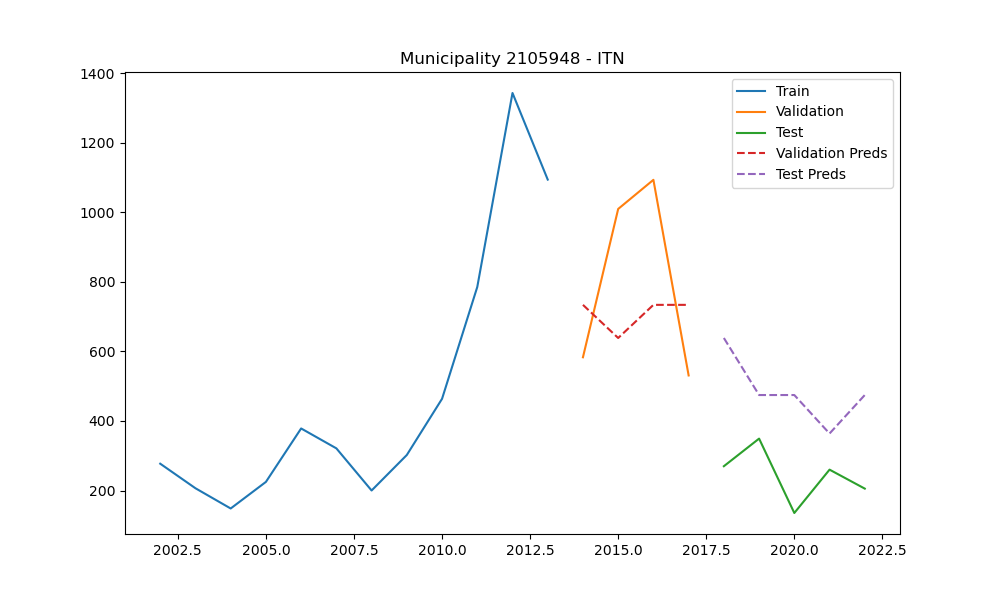 Municipality 2105948 - ITN
1400
1200
1000
800
600
400
200
2002.5 2005.0 2007.5 2010.0 2012.5 2015.0 2017.5 2020.0 2022.5
Train
Validation
Test
Validation Preds
Test Preds